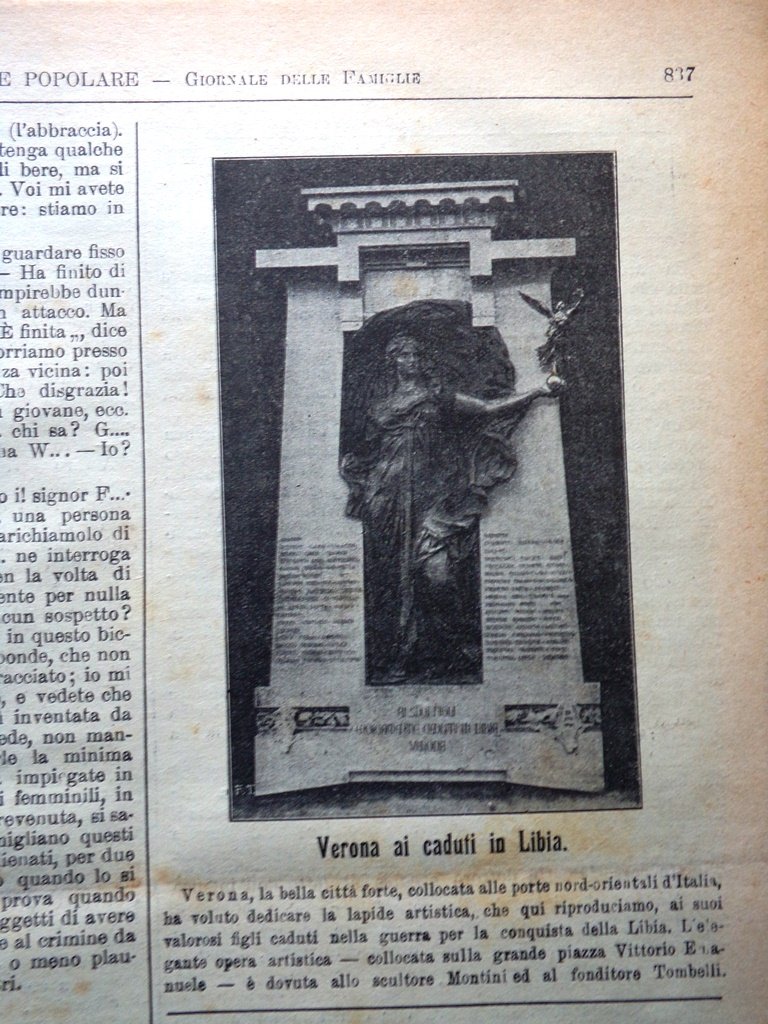 E POPOLARE — GIORNALE DELLE FAMIGLIE 837
(l'abbraccia).
tenga qualche
li bere, ma si
. Voi mi avete
re: stiamo in
guardare fisso
— Ha finito di
mpirebbe dun-
n attacco. Ma
È finita„, dice
orriamo presso
za vicina: poi
Che disgrazia!
giovane, ecc.
. chi sa? G....
na W... — Io?
o il signor F...
una persona
arichiamolo di
. ne interroga
en la volta di
ente per nulla
cun sospetto?
in questo bic-
ponde, che non
racciato; io mi
, e vedete che
i inventata da
ede, non man-
le la minima
impiegate in
i femminili, in
revenuta, si sa-
nigliano questi
ienati, per due
o quando lo si
prova quando
ggetti di avere
e al crimine da
o meno plau-
ri.
Verona ai caduti in Libia.
Verona, la bella città forte, collocata alle porte nord-orientali d'Italia,
ha voluto dedicare la lapide artistica, che qui riproduciamo, ai suoi
valorosi figli caduti nella guerra per la conquista della Libia. L'ele-
gante opera artistica — collocata sulla grande piazza Vittorio Ema-
nuele — è dovuta allo scultore Montini ed al fonditore Tombelli.